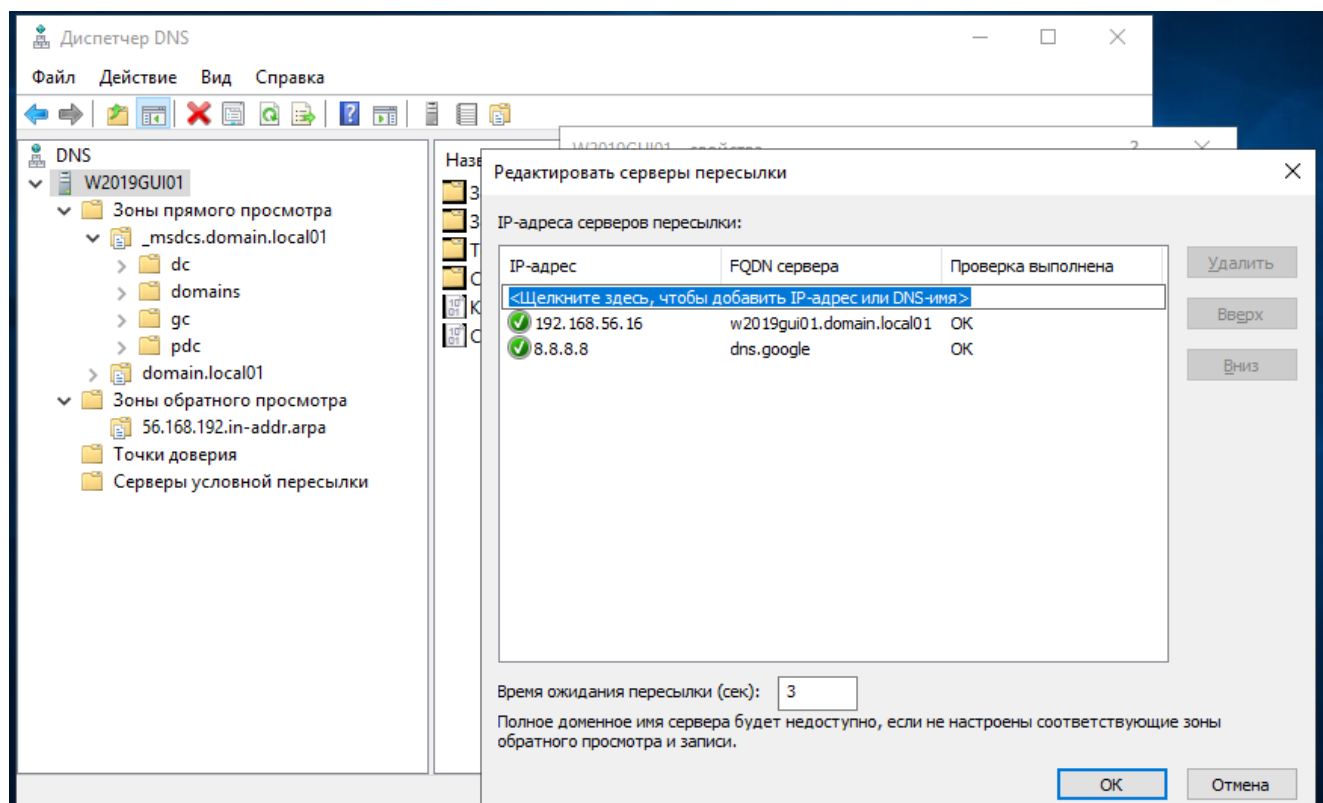 Диспетчер DNS
Файл Действие Вид Справка
DNS
W2019GUI01
Зоны прямого просмотра
_msdcs.domain.local01
dc
domains
gc
pdc
domain.local01
Зоны обратного просмотра
56.168.192.in-addr.arpa
Точки доверия
Серверы условной пересылки
Редактировать серверы пересылки
IP-адреса серверов пересылки:
IP-адрес FQDN сервера Проверка выполнена
<Щелкните здесь, чтобы добавить IP-адрес или DNS-имя>
192.168.56.16 w2019gui01.domain.local01 OK
8.8.8.8 dns.google OK
Удалить
Вверх
Вниз
Время ожидания пересылки (сек): 3
Полное доменное имя сервера будет недоступно, если не настроены соответствующие зоны
обратного просмотра и записи.
OK Отмена